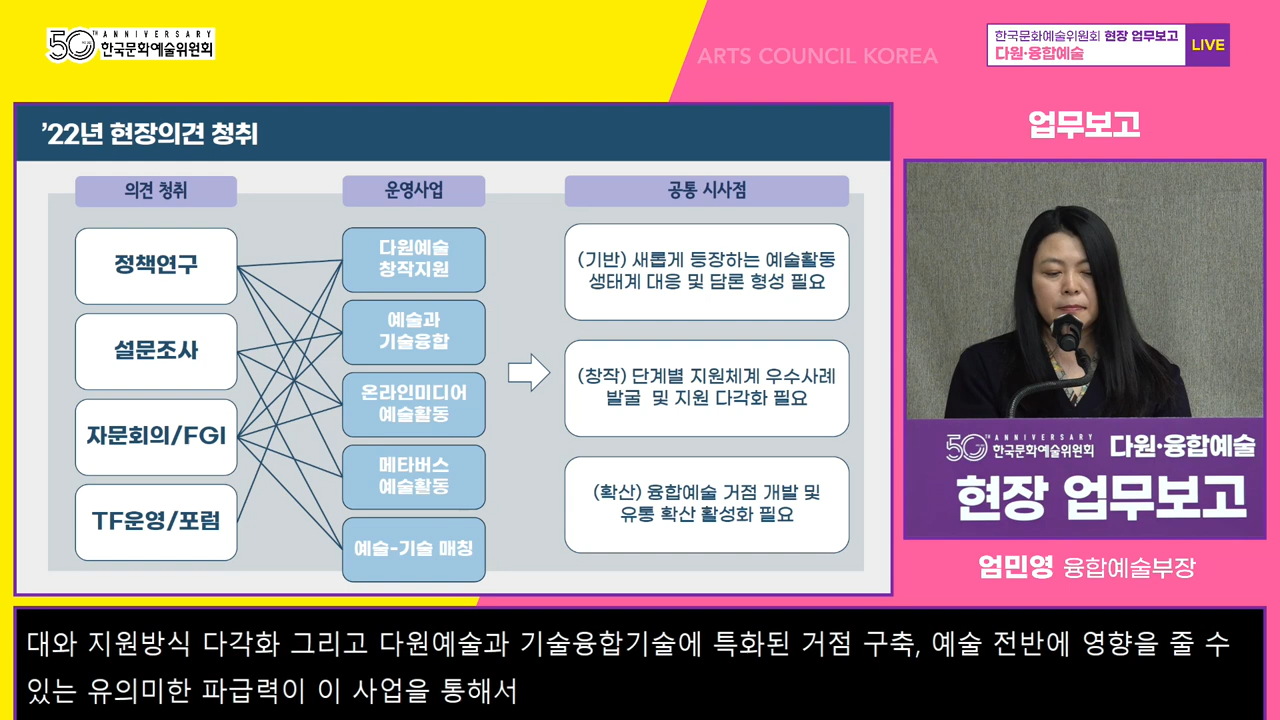 50TH ANNIVERSARY
한국문화예술위원회
ARTS COUNCIL KOREA
한국문화예술위원회 현장 업무보고
다원·융합예술
LIVE
'22년 현장의견 청취
의견 청취
정책연구
설문조사
자문회의/FGI
TF운영/포럼
운영사업
다원예술
창작지원
예술과
기술융합
온라인미디어
예술활동
메타버스
예술활동
예술-기술 매칭
공통 시사점
(기반) 새롭게 등장하는 예술활동
생태계 대응 및 담론 형성 필요
(창작) 단계별 지원체계 우수사례
발굴 및 지원 다각화 필요
(확산) 융합예술 거점 개발 및
유통 확산 활성화 필요
업무보고
50TH ANNIVERSARY
한국문화예술위원회
다원·융합예술
현장 업무보고
엄민영 융합예술부장
대와 지원방식 다각화 그리고 다원예술과 기술융합기술에 특화된 거점 구축, 예술 전반에 영향을 줄 수
있는 유의미한 파급력이 이 사업을 통해서